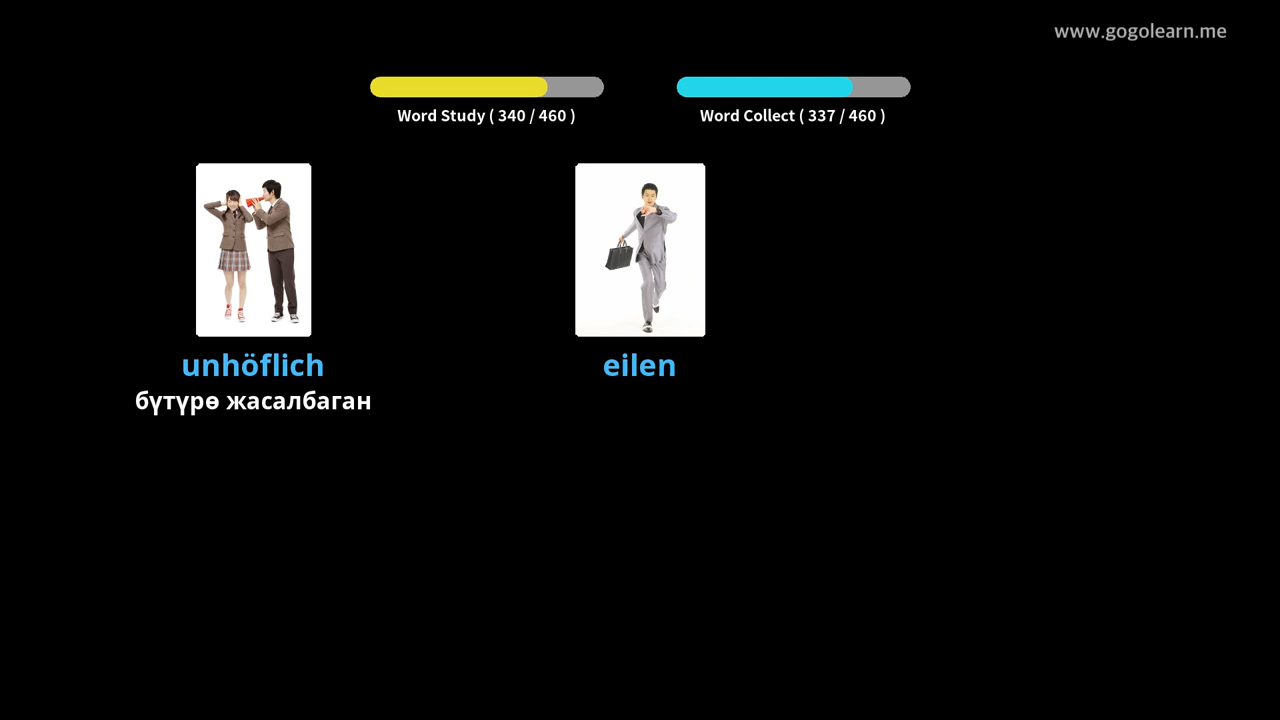 www.gogolearn.me
Word Study ( 340 / 460 )
Word Collect ( 337 / 460 )
unhöflich
бүтүрө жасалбаган
eilen